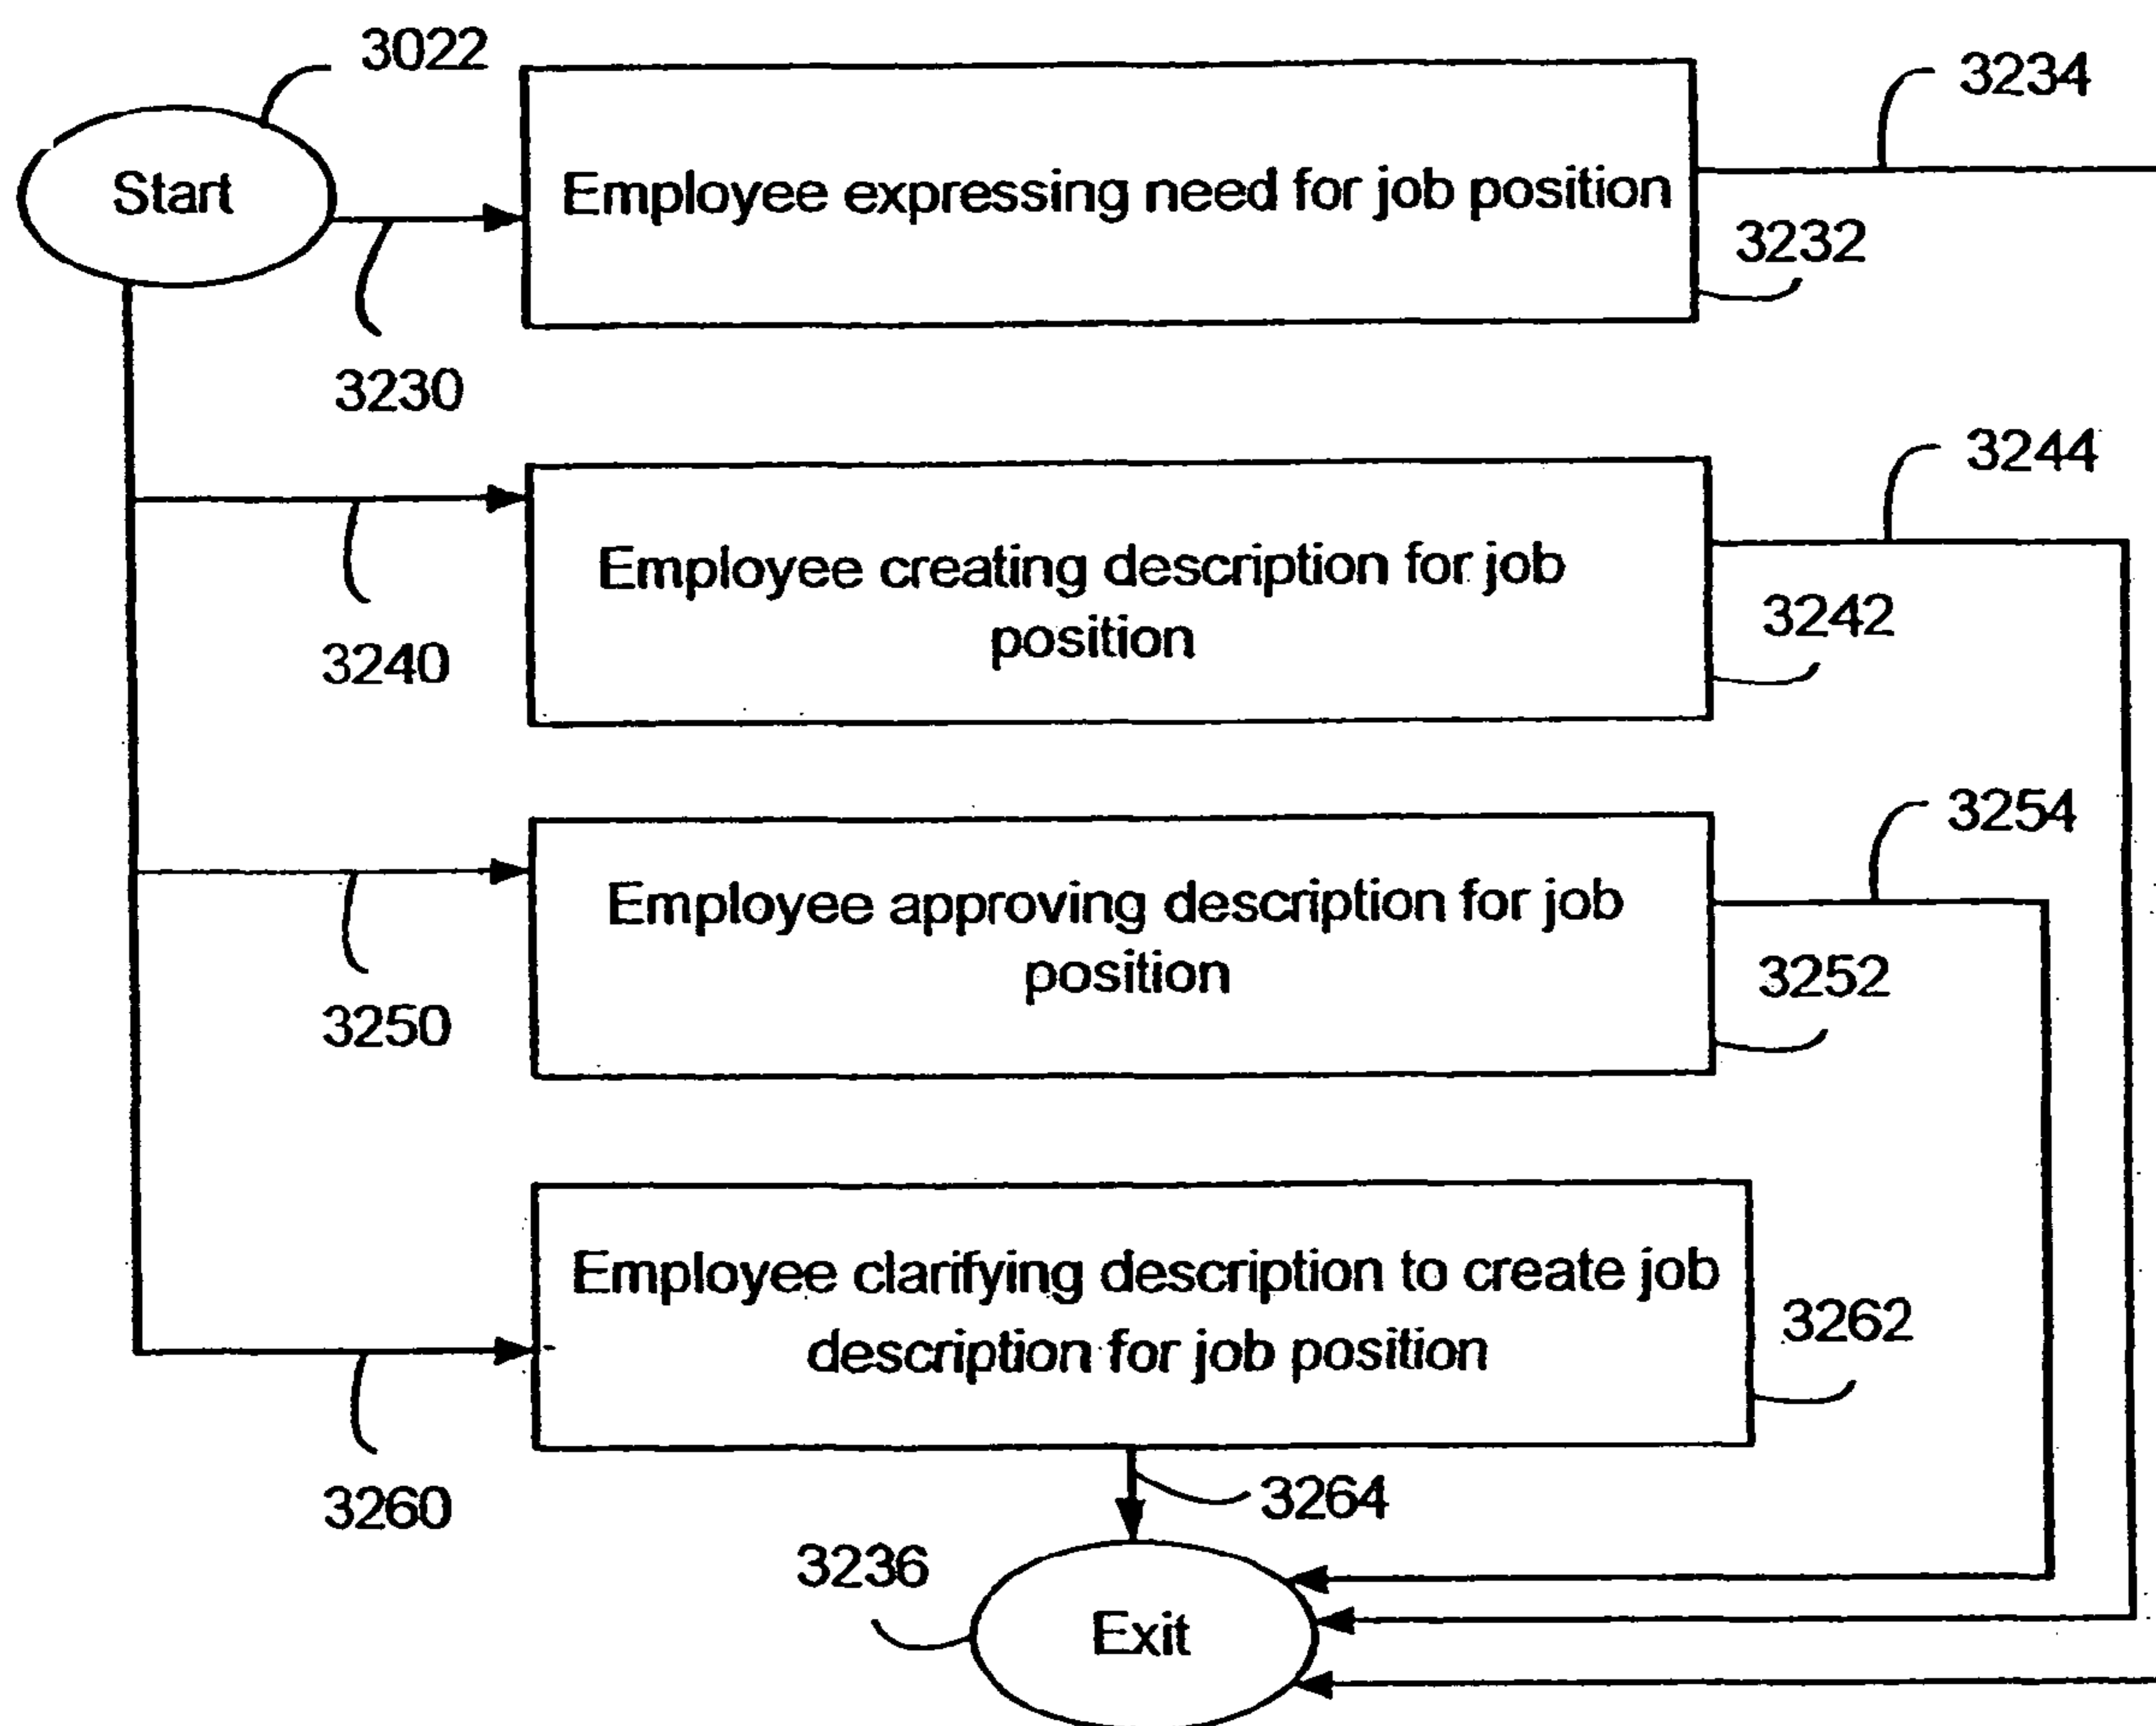 3022
3234
Start
Employee expressing need for job position
3232
3230
3244
Employee creating description for job
position
3242
3240
3254
Employee approving description for job
position
3252
3250
Employee clarifying description to create job
description for job position
3262
3260
3264
3236
Exit